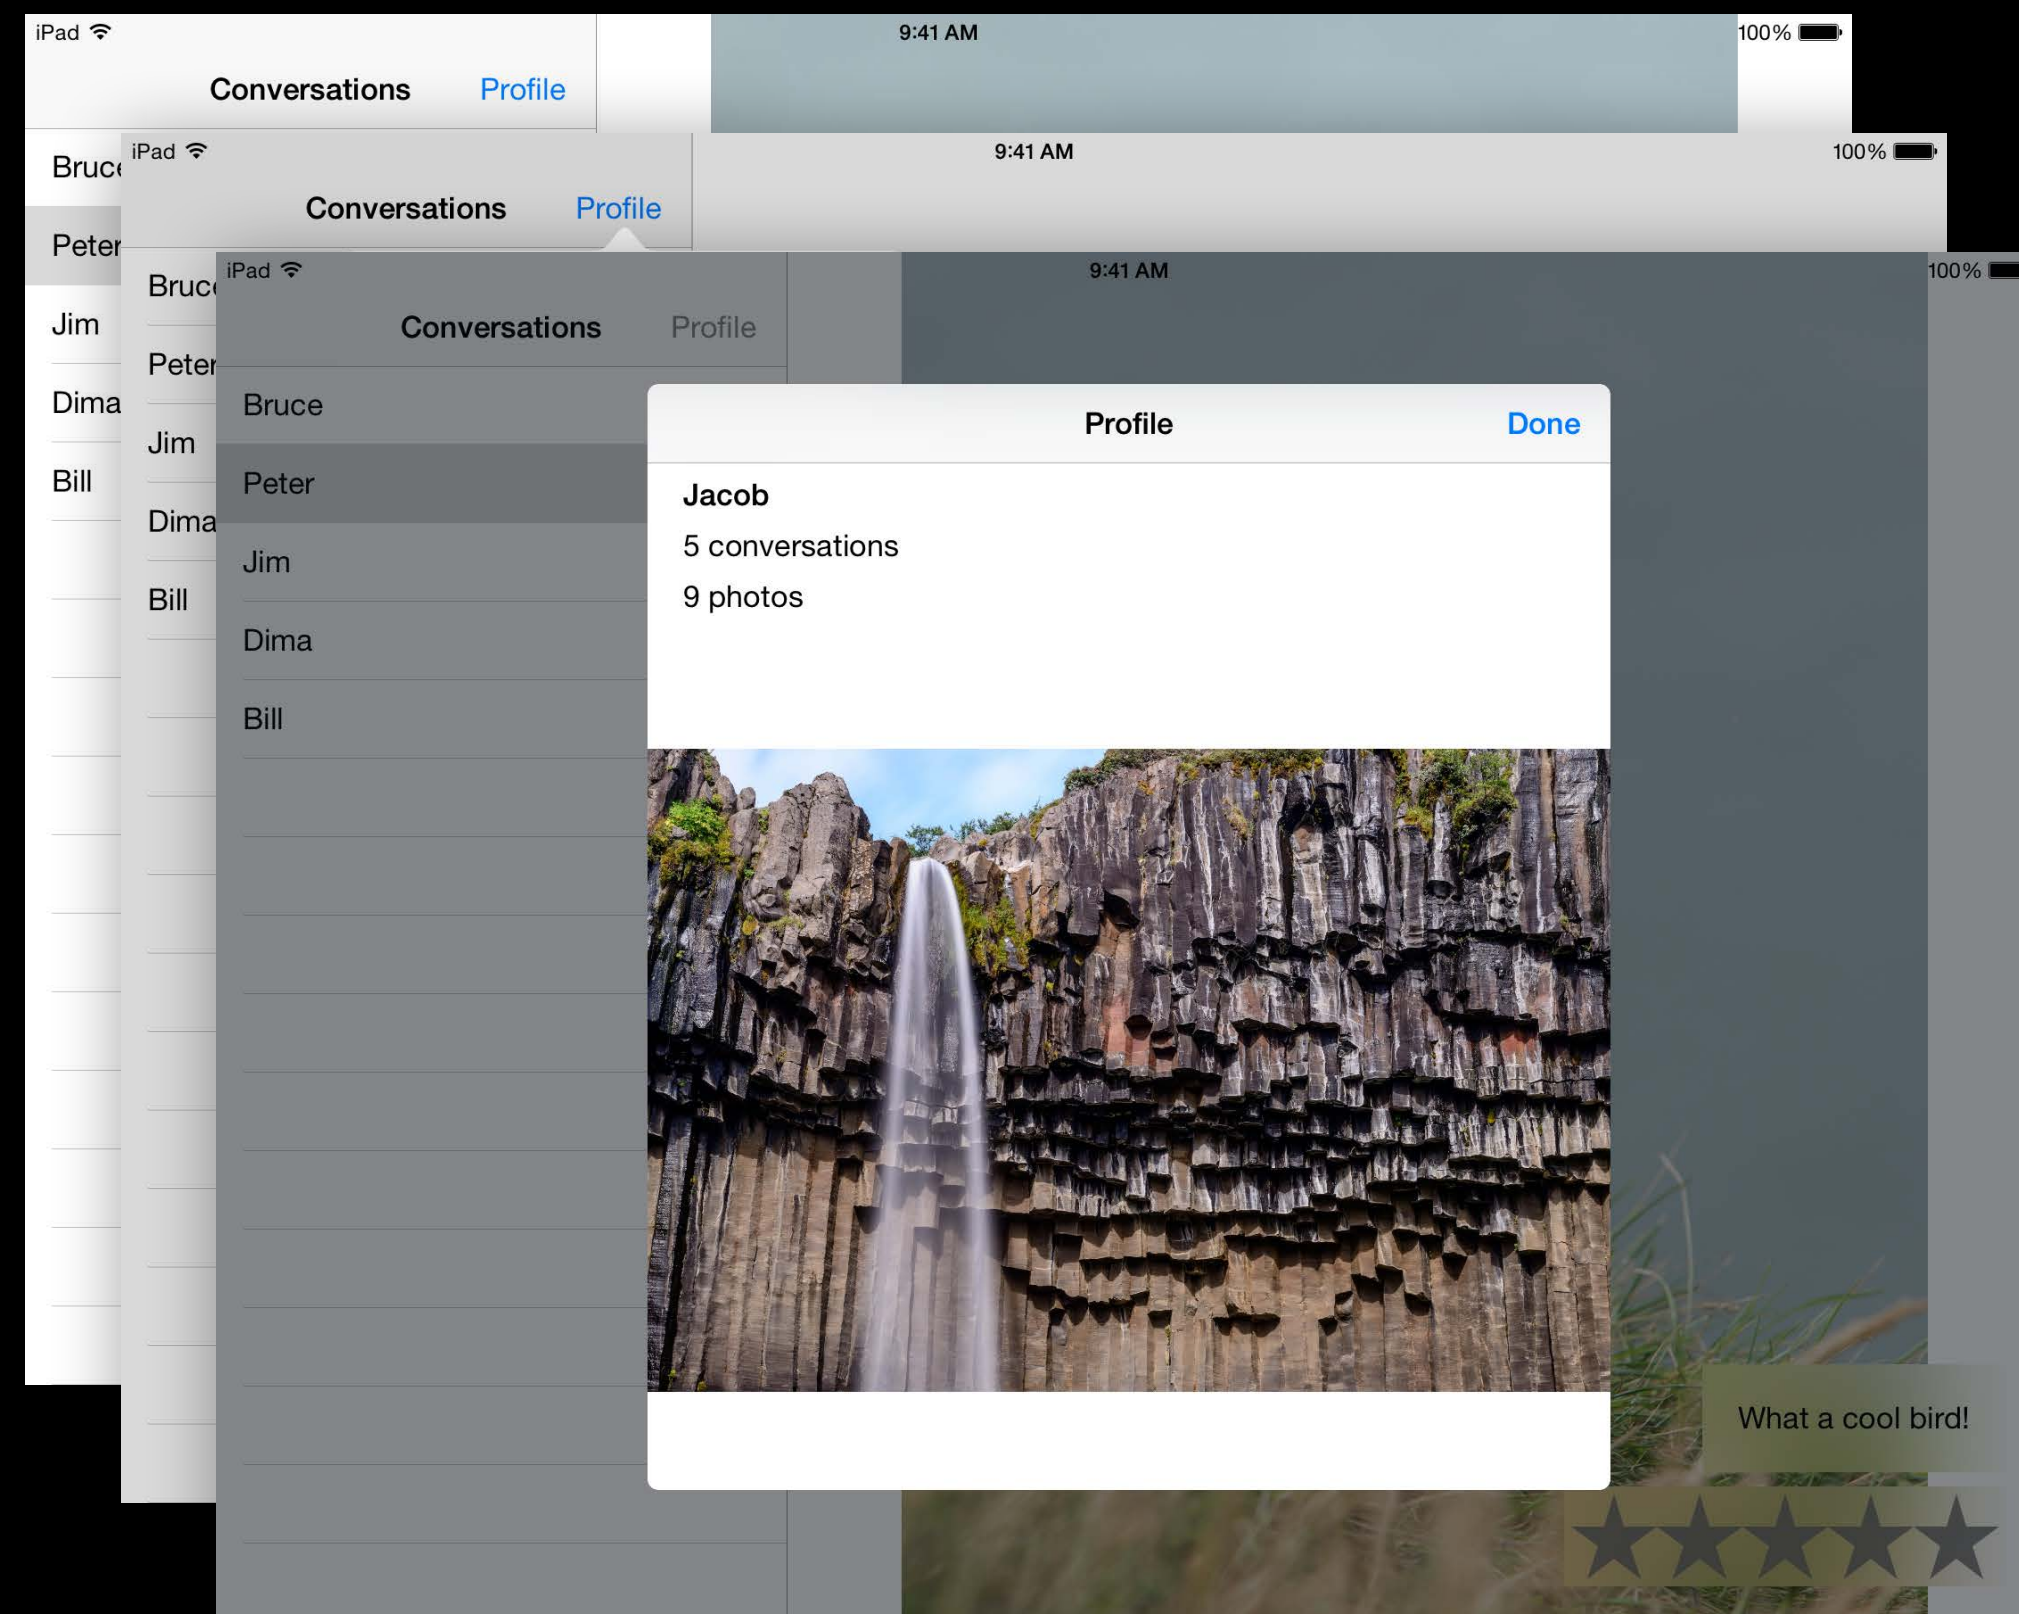 iPad 9:41 AM 100%
Conversations Profile
Bruce
Peter
Jim
Dima
Bill
iPad 9:41 AM 100%
Conversations Profile
Bruc
Peter
Jim
Dima
Bill
iPad 9:41 AM 100%
Conversations Profile
Bruce
Peter
Jim
Dima
Bill
Profile Done
Jacob
5 conversations
9 photos
What a cool bird!